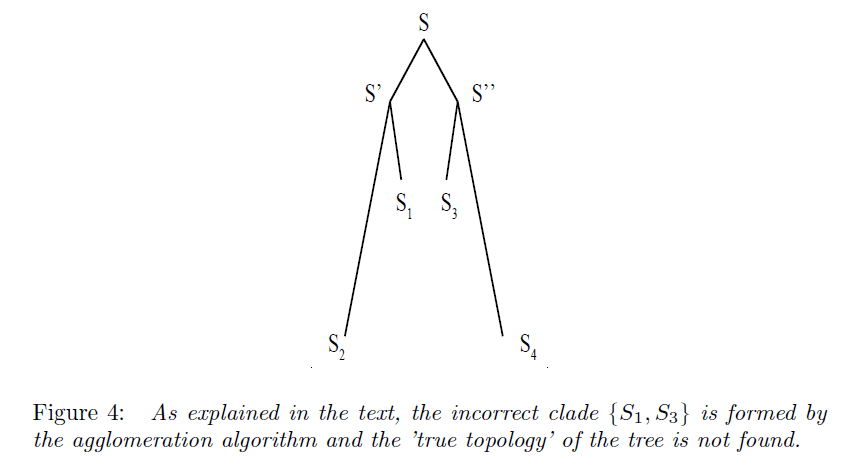 S
S’ S’’
S₁ S₃
S₂ S₄
Figure 4: As explained in the text, the incorrect clade {S₁, S₃} is formed by
the agglomeration algorithm and the ’true topology’ of the tree is not found.